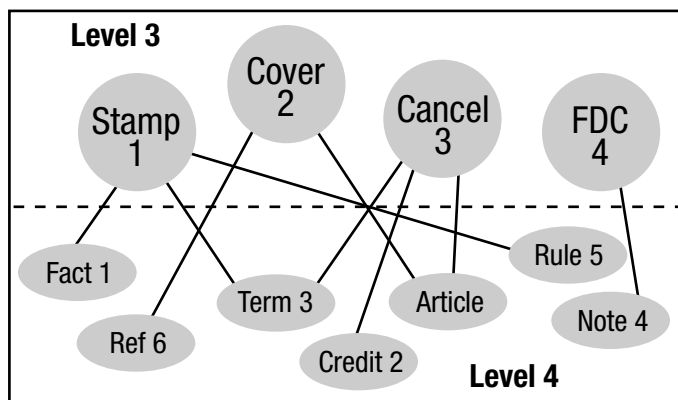 Level 3
Stamp
1
Cover
2
Cancel
3
FDC
4
Fact 1
Ref 6
Term 3
Credit 2
Article
Rule 5
Note 4
Level 4